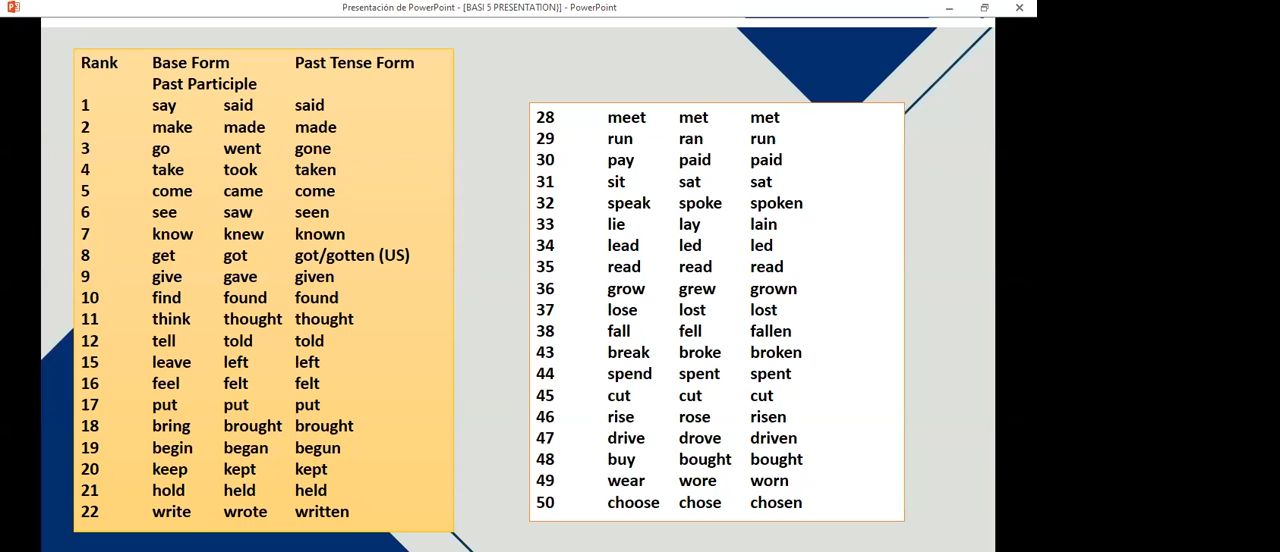 Presentación de PowerPoint - [BASI 5 PRESENTATION)] - PowerPoint
Rank Base Form Past Tense Form
Past Participle
1 say said said
2 make made made
3 go went gone
4 take took taken
5 come came come
6 see saw seen
7 know knew known
8 get got got/gotten (US)
9 give gave given
10 find found found
11 think thought thought
12 tell told told
15 leave left left
16 feel felt felt
17 put put put
18 bring brought brought
19 begin began begun
20 keep kept kept
21 hold held held
22 write wrote written
28 meet met met
29 run ran run
30 pay paid paid
31 sit sat sat
32 speak spoke spoken
33 lie lay lain
34 lead led led
35 read read read
36 grow grew grown
37 lose lost lost
38 fall fell fallen
43 break broke broken
44 spend spent spent
45 cut cut cut
46 rise rose risen
47 drive drove driven
48 buy bought bought
49 wear wore worn
50 choose chose chosen